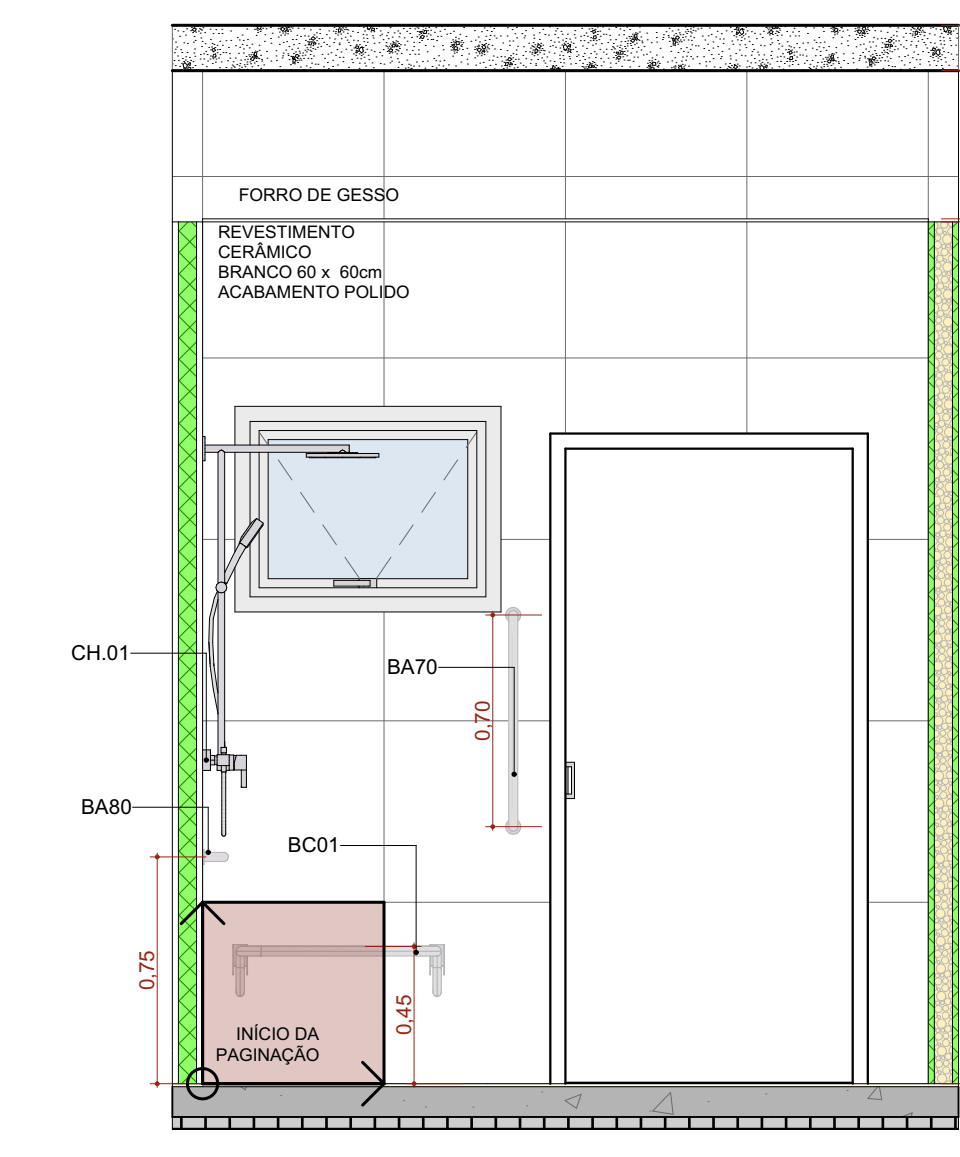 FORRO DE GESSO
REVESTIMENTO
CERÂMICO
BRANCO 60 x 60cm
ACABAMENTO POLIDO
CH.01
BA70
0,70
BA80
BC01
0,75
0,45
INÍCIO DA
PAGINAÇÃO